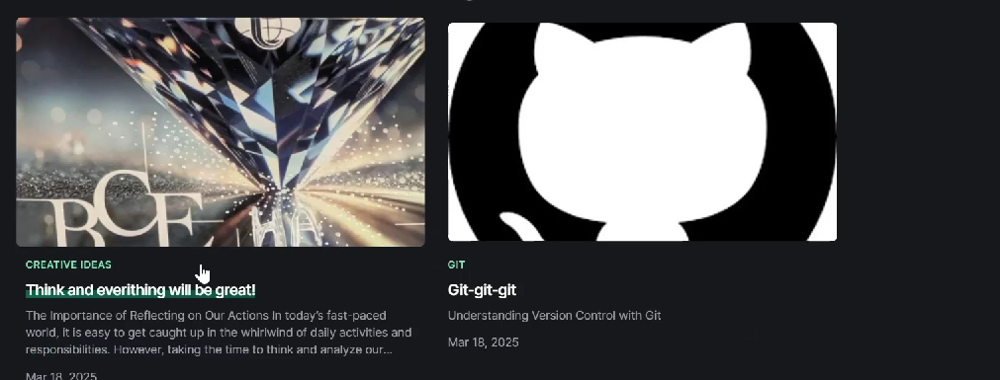 BCF
CREATIVE IDEAS
Think and everithing will be great!
The Importance of Reflecting on Our Actions In today's fast-paced
world, it is easy to get caught up in the whirlwind of daily activities and
responsibilities. However, taking the time to think and analyze our...
Mar 18, 2025
GIT
Git-git-git
Understanding Version Control with Git
Mar 18, 2025